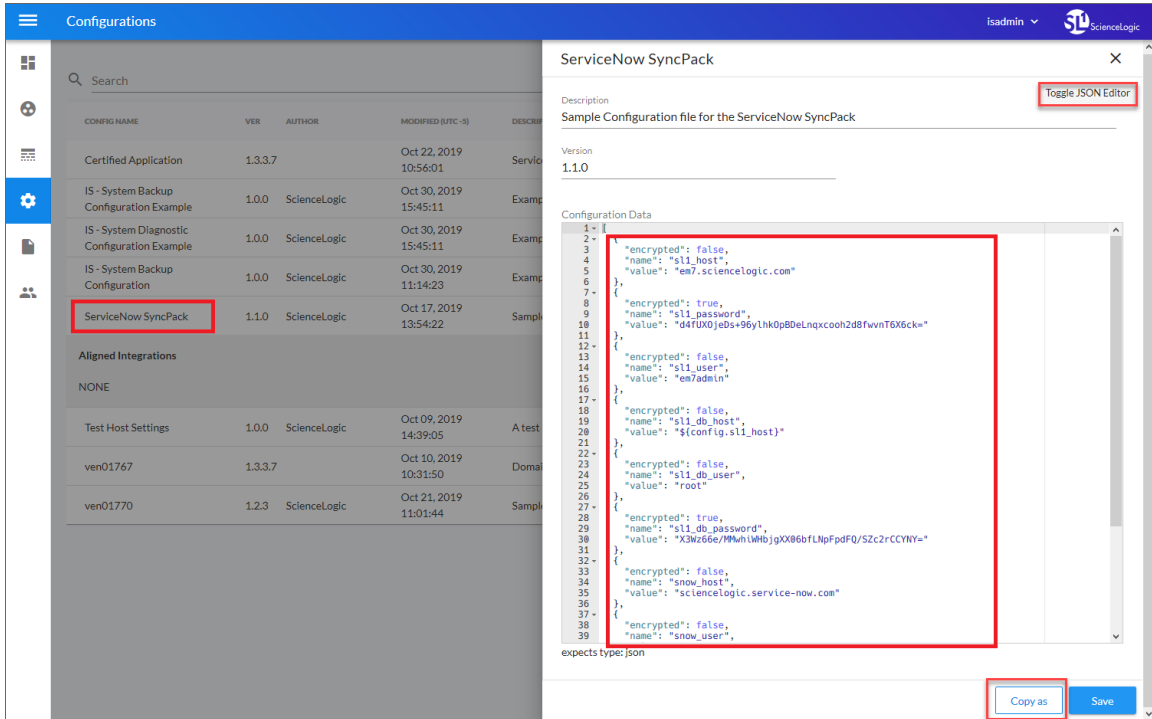 Configurations
isadmin
SL1 ScienceLogic
Search
CONFIG NAME VER AUTHOR MODIFIED (UTC -5) DESCRIP
Certified Application 1.3.3.7 Oct 22, 2019 Service
10:56:01
IS - System Backup Oct 30, 2019
Configuration Example 1.0.0 ScienceLogic 15:45:11 Examp
IS - System Diagnostic Oct 30, 2019
Configuration Example 1.0.0 ScienceLogic 15:45:11 Examp
IS - System Backup Oct 30, 2019
Configuration 1.0.0 ScienceLogic 11:14:23 Examp
ServiceNow SyncPack 1.1.0 ScienceLogic Oct 17, 2019 Sampl
13:54:22
Aligned Integrations
NONE
Test Host Settings 1.0.0 ScienceLogic Oct 09, 2019 A test
14:39:05
ven01767 1.3.3.7 Oct 10, 2019 Domai
10:31:50
ven01770 1.2.3 ScienceLogic Oct 21, 2019 Sampl
11:01:44
ServiceNow SyncPack
Toggle JSON Editor
Description
Sample Configuration file for the ServiceNow SyncPack
Version
1.1.0
Configuration Data
1 [
2 {
3 "encrypted": false,
4 "name": "sl1_host",
5 "value": "em7.sciencelogic.com"
6 },
7 {
8 "encrypted": true,
9 "name": "sl1_password",
10 "value": "d4fUXOjeDs+96ylhkOpBDeLnqxcooh2d8fwvnT6X6ck="
11 },
12 {
13 "encrypted": false,
14 "name": "sl1_user",
15 "value": "em7admin"
16 },
17 {
18 "encrypted": false,
19 "name": "sl1_db_host",
20 "value": "${config.sl1_host}"
21 },
22 {
23 "encrypted": false,
24 "name": "sl1_db_user",
25 "value": "root"
26 },
27 {
28 "encrypted": true,
29 "name": "sl1_db_password",
30 "value": "X3Wz66e/MMwhiWHbjgXX06bfLNpFpdFQ/SZc2rCCYNY="
31 },
32 {
33 "encrypted": false,
34 "name": "snow_host",
35 "value": "sciencelogic.service-now.com"
36 },
37 {
38 "encrypted": false,
39 "name": "snow_user",
expects type: json
Copy as
Save